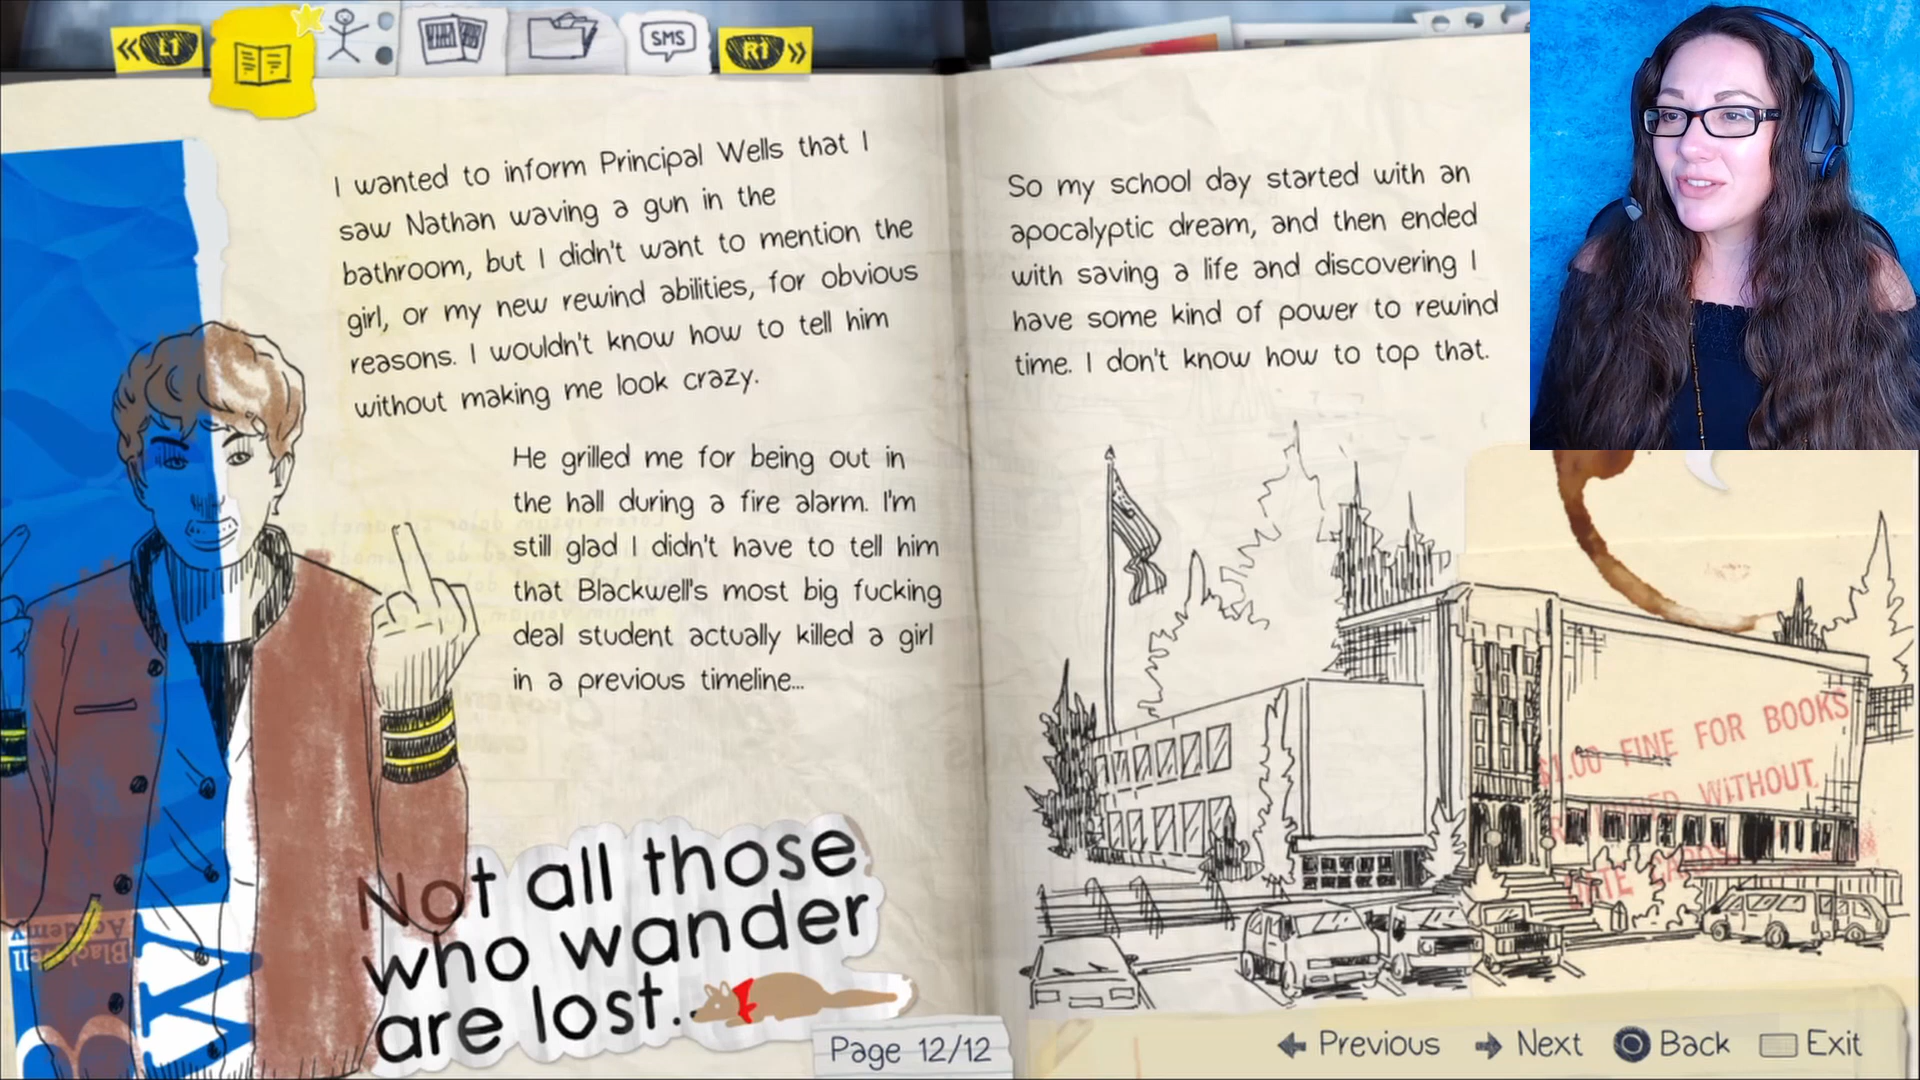 L1
SMS
R1
I wanted to inform Principal Wells that I
saw Nathan waving a gun in the
bathroom, but I didn't want to mention the
girl, or my new rewind abilities, for obvious
reasons. I wouldn't know how to tell him
without making me look crazy.
He grilled me for being out in
the hall during a fire alarm. I'm
still glad I didn't have to tell him
that Blackwell's most big fucking
deal student actually killed a girl
in a previous timeline...
Not all those
who wander
are lost..
Page 12/12
So my school day started with an
apocalyptic dream, and then ended
with saving a life and discovering I
have some kind of power to rewind
time. I don't know how to top that.
$1.00 FINE FOR BOOKS
WITHOUT
Blackwell
Academy
Previous
Next
Back
Exit